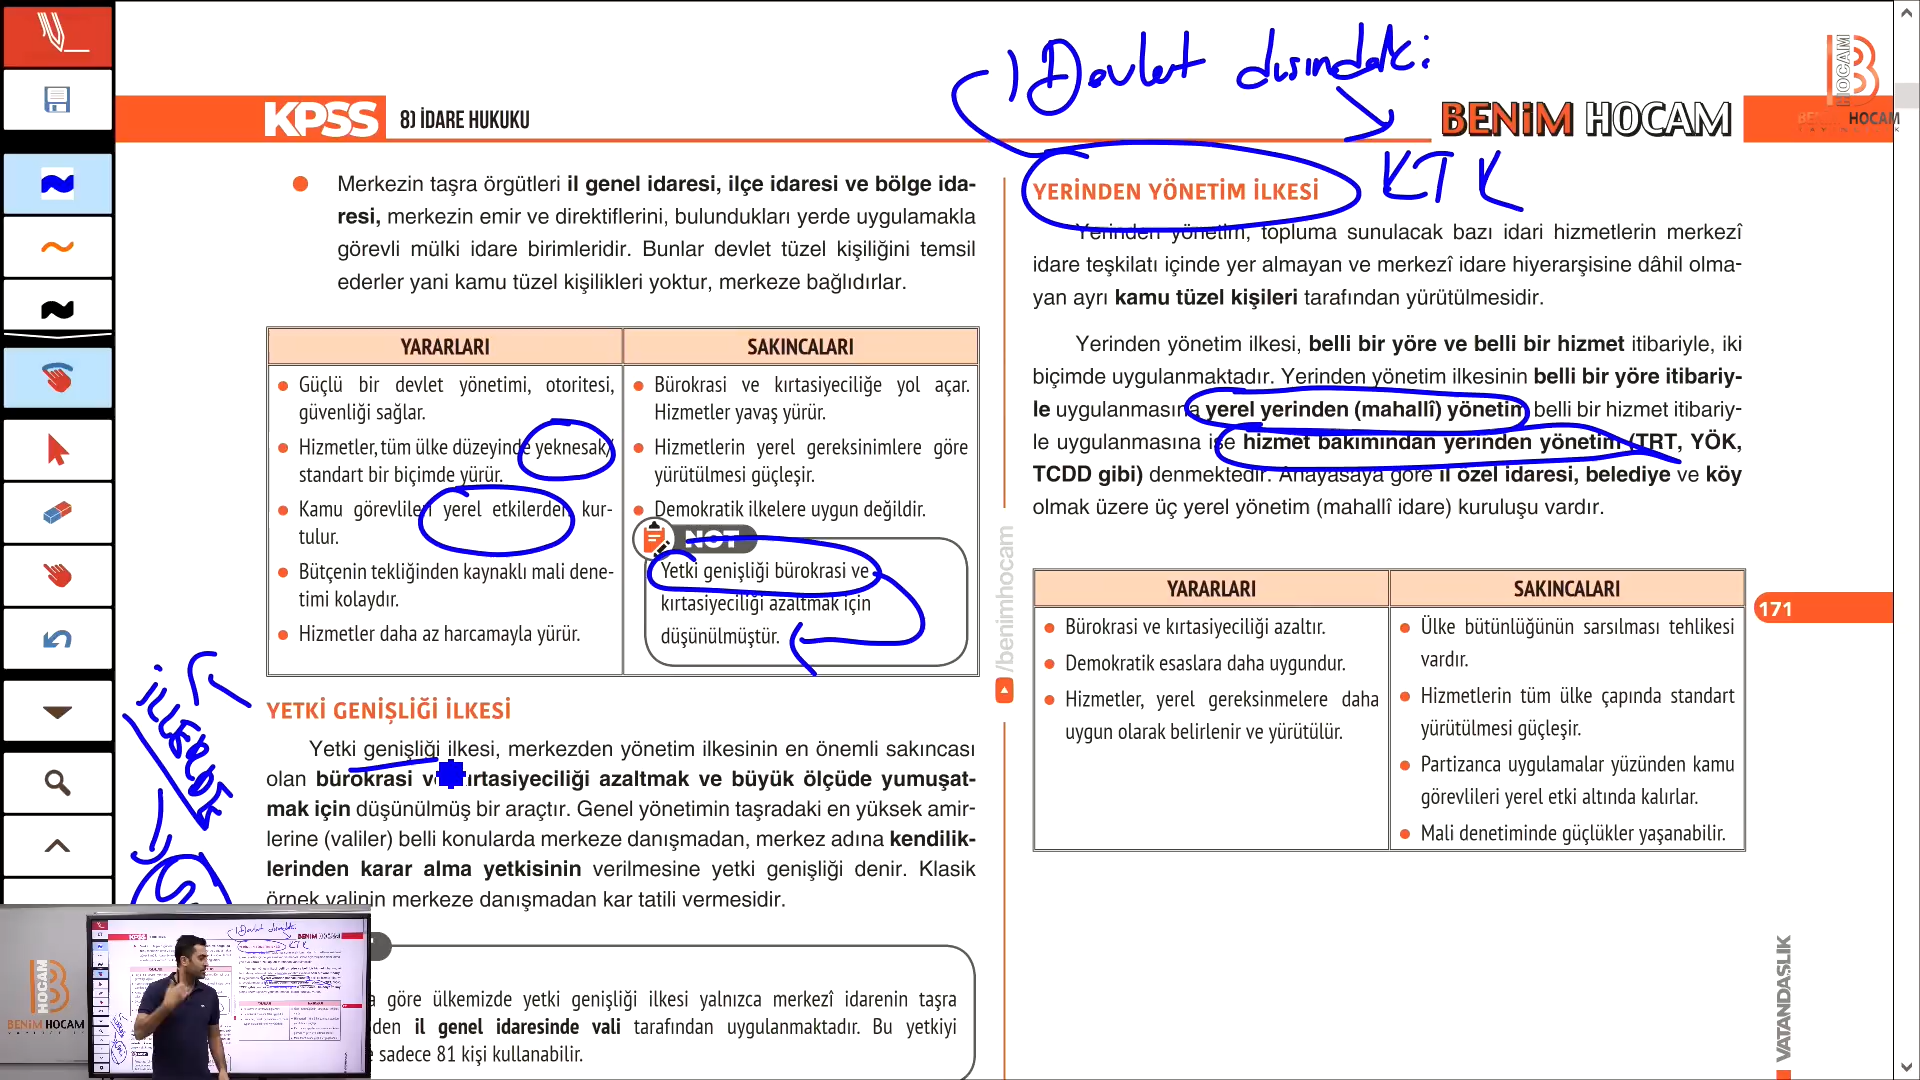 1) Devlet dışındaki
KTK
KPSS 8) İDARE HUKUKU
BENİM HOCAM
Merkezin taşra örgütleri il genel idaresi, ilçe idaresi ve bölge ida-
resi, merkezin emir ve direktiflerini, bulundukları yerde uygulamakla
görevli mülki idare birimleridir. Bunlar devlet tüzel kişiliğini temsil
ederler yani kamu tüzel kişilikleri yoktur, merkeze bağlıdırlar.
YARARLARI
Güçlü bir devlet yönetimi, otoritesi,
güvenliği sağlar.
Hizmetler, tüm ülke düzeyinde yeknesak/
standart bir biçimde yürür.
Kamu görevlileri yerel etkilerden kur-
tulur.
Bütçenin tekliğinden kaynaklı mali dene-
timi kolaydır.
Hizmetler daha az harcamayla yürür.
SAKINCALARI
Bürokrasi ve kırtasiyeciliğe yol açar.
Hizmetler yavaş yürür.
Hizmetlerin yerel gereksinimlere göre
yürütülmesi güçleşir.
Demokratik ilkelere uygun değildir.
NOT
Yetki genişliği bürokrasi ve
kırtasiyeciliği azaltmak için
düşünülmüştür.
İLLERDE
YETKİ GENİŞLİĞİ İLKESİ
Yetki genişliği ilkesi, merkezden yönetim ilkesinin en önemli sakıncası
olan bürokrasi ve kırtasiyeciliği azaltmak ve büyük ölçüde yumuşat-
mak için düşünülmüş bir araçtır. Genel yönetimin taşradaki en yüksek amir-
lerine (valiler) belli konularda merkeze danışmadan, merkez adına kendilik-
lerinden karar alma yetkisinin verilmesine yetki genişliği denir. Klasik
örnek valinin merkeze danışmadan kar tatili vermesidir.
göre ülkemizde yetki genişliği ilkesi yalnızca merkezî idarenin taşra
den il genel idaresinde vali tarafından uygulanmaktadır. Bu yetkiyi
sadece 81 kişi kullanabilir.
/benimhocam
YERİNDEN YÖNETİM İLKESİ
Yerinden yönetim, topluma sunulacak bazı idari hizmetlerin merkezî
idare teşkilatı içinde yer almayan ve merkezî idare hiyerarşisine dâhil olma-
yan ayrı kamu tüzel kişileri tarafından yürütülmesidir.
Yerinden yönetim ilkesi, belli bir yöre ve belli bir hizmet itibariyle, iki
biçimde uygulanmaktadır. Yerinden yönetim ilkesinin belli bir yöre itibariy-
le uygulanmasına yerel yerinden (mahallî) yönetim belli bir hizmet itibariy-
le uygulanmasına ise hizmet bakımından yerinden yönetim (TRT, YÖK,
TCDD gibi) denmektedir. Anayasaya göre il özel idaresi, belediye ve köy
olmak üzere üç yerel yönetim (mahallî idare) kuruluşu vardır.
YARARLARI
Bürokrasi ve kırtasiyeciliği azaltır.
Demokratik esaslara daha uygundur.
Hizmetler, yerel gereksinmelere daha
uygun olarak belirlenir ve yürütülür.
SAKINCALARI
Ülke bütünlüğünün sarsılması tehlikesi
vardır.
Hizmetlerin tüm ülke çapında standart
yürütülmesi güçleşir.
Partizanca uygulamalar yüzünden kamu
görevlileri yerel etki altında kalırlar.
Mali denetiminde güçlükler yaşanabilir.
171
VATANDAŞLIK
HOCAM
BENİM HOCAM
HOCAM
BENİM HOCAM